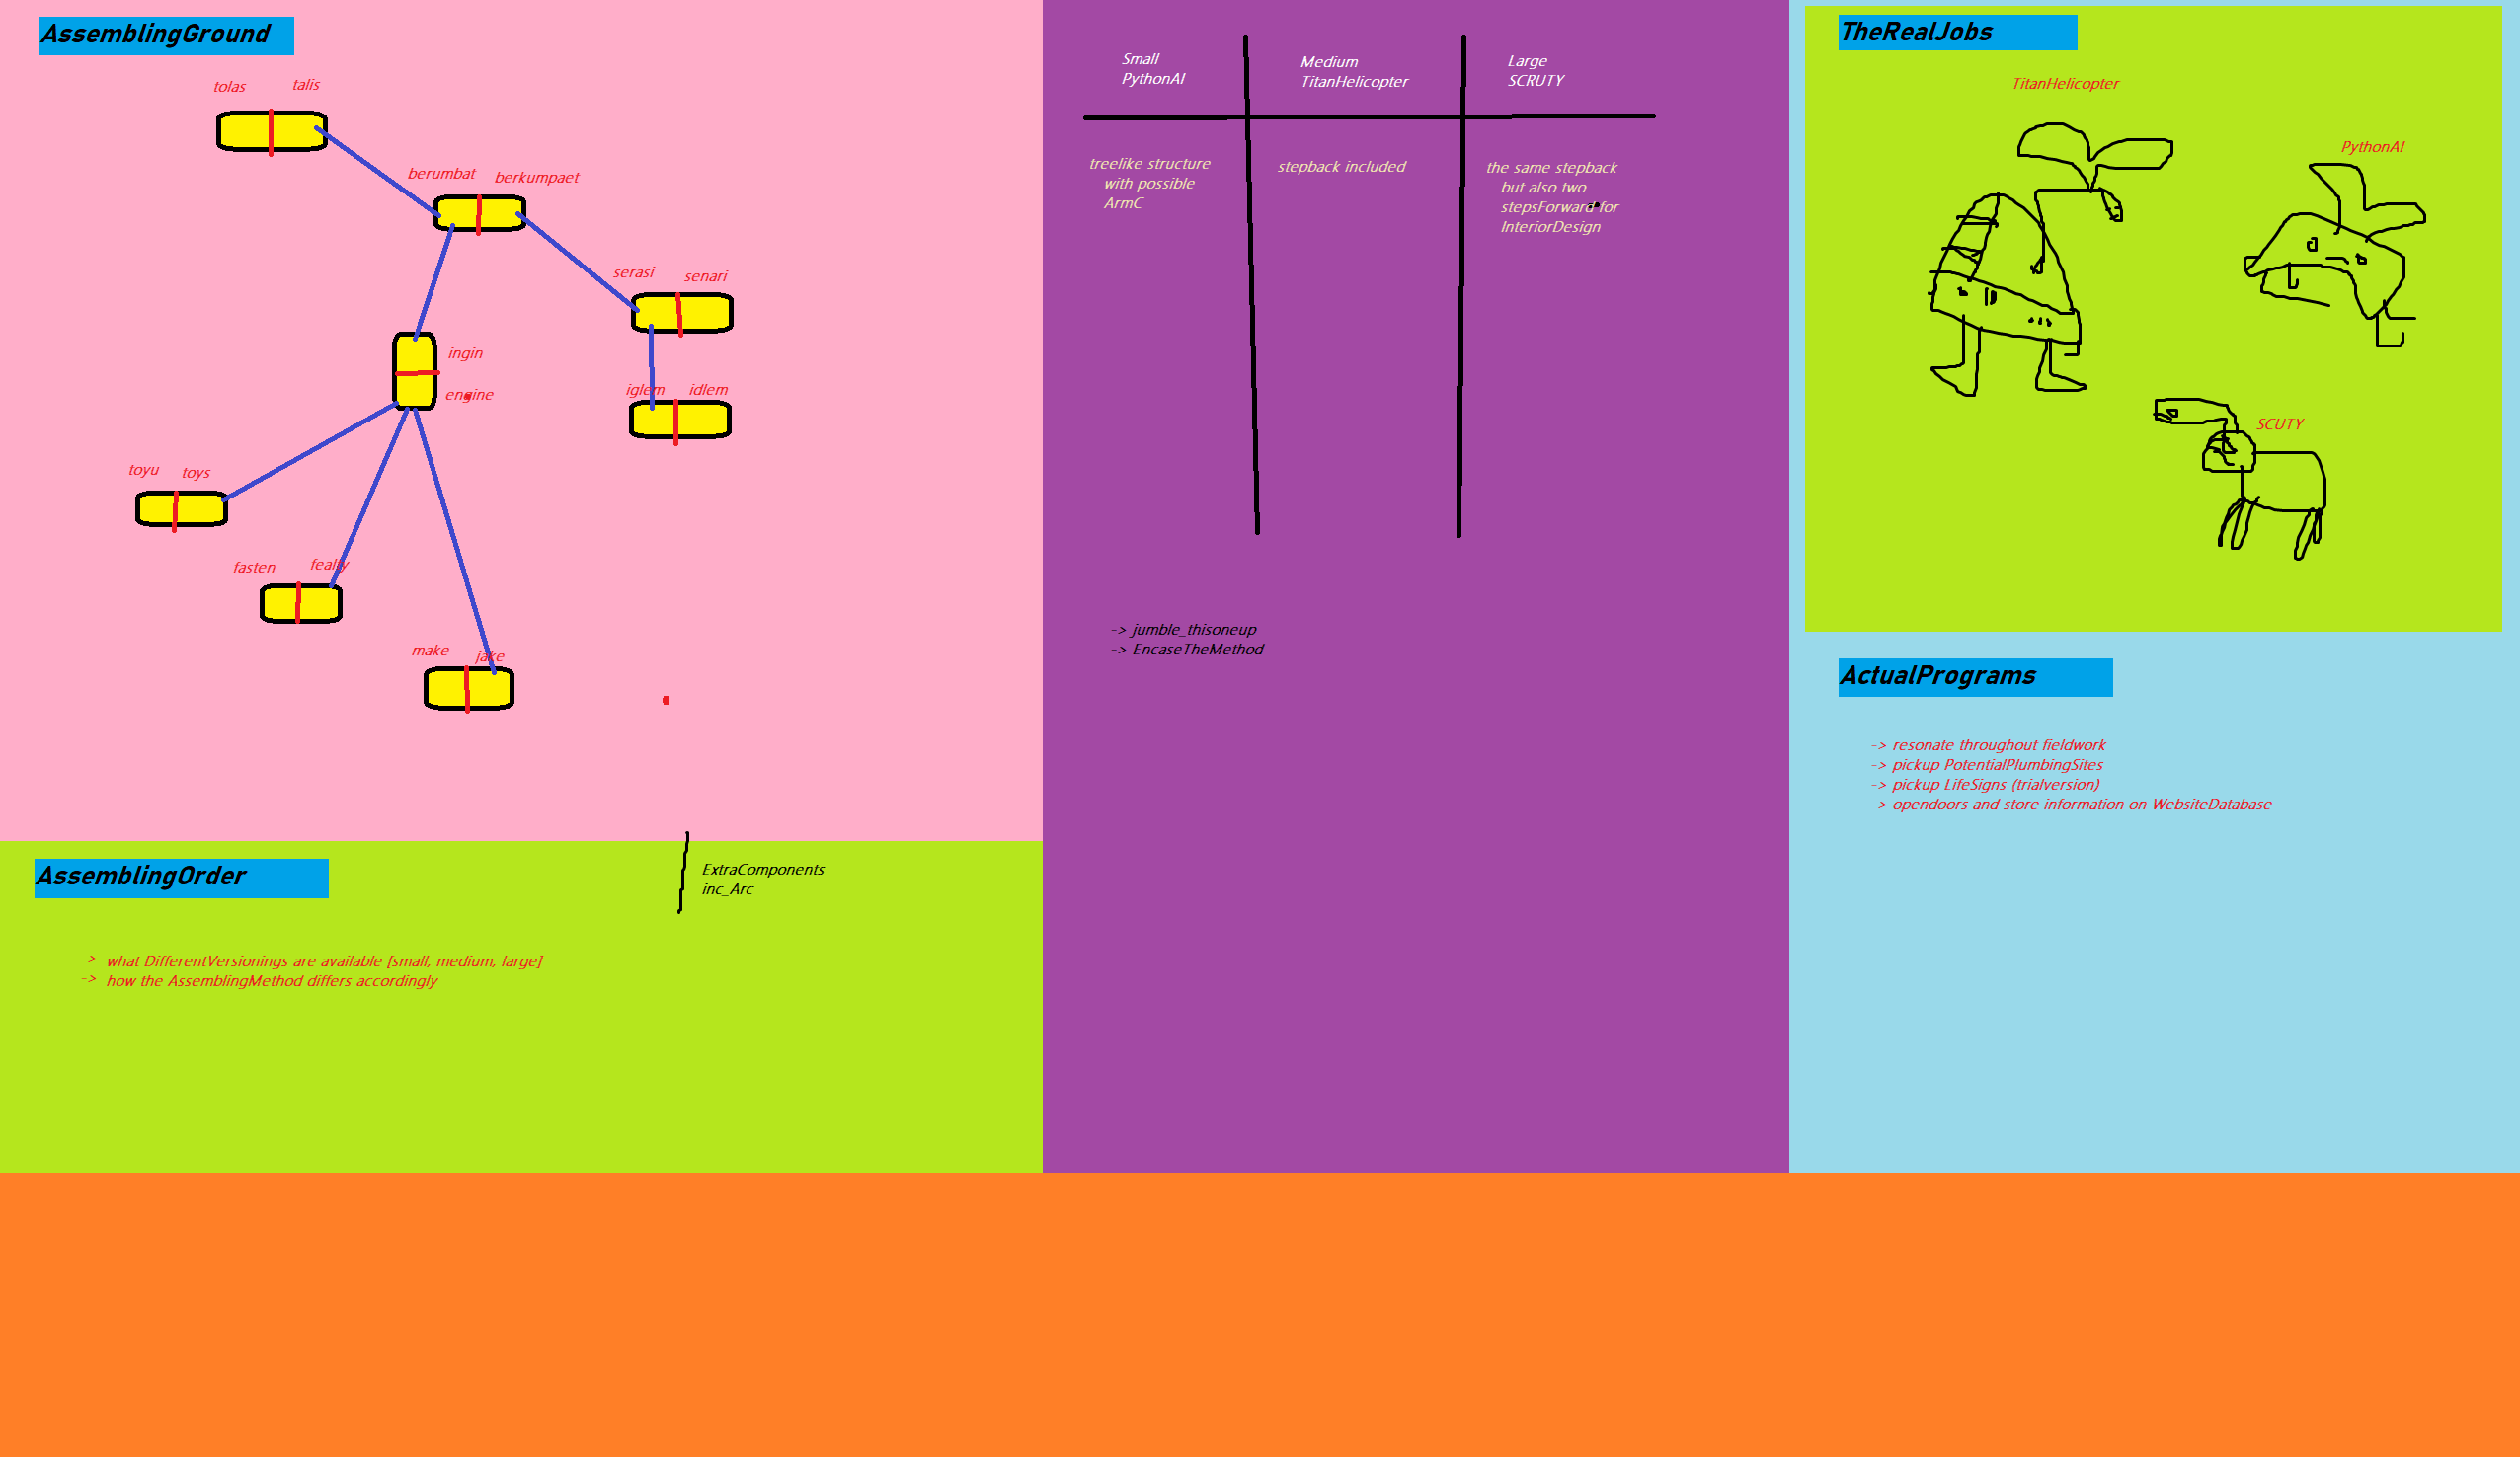 AssemblingGround
tolas talis
berumbat berkumpaet
serasi senari
ingin
engine
iglem idlem
toyu toys
fasten fealty
make jake
AssemblingOrder
ExtraComponents
inc_Arc
-> what DifferentVersionings are available [small, medium, large]
-> how the AssemblingMethod differs accordingly
Small
PythonAI
Medium
TitanHelicopter
Large
SCRUTY
treelike structure
with possible
ArmC
stepback included
the same stepback
but also two
stepsForward for
InteriorDesign
-> jumble_thisoneup
-> EncaseTheMethod
TheRealJobs
TitanHelicopter
PythonAI
SCUTY
ActualPrograms
-> resonate throughout fieldwork
-> pickup PotentialPlumbingSites
-> pickup LifeSigns (trialversion)
-> opendoors and store information on WebsiteDatabase